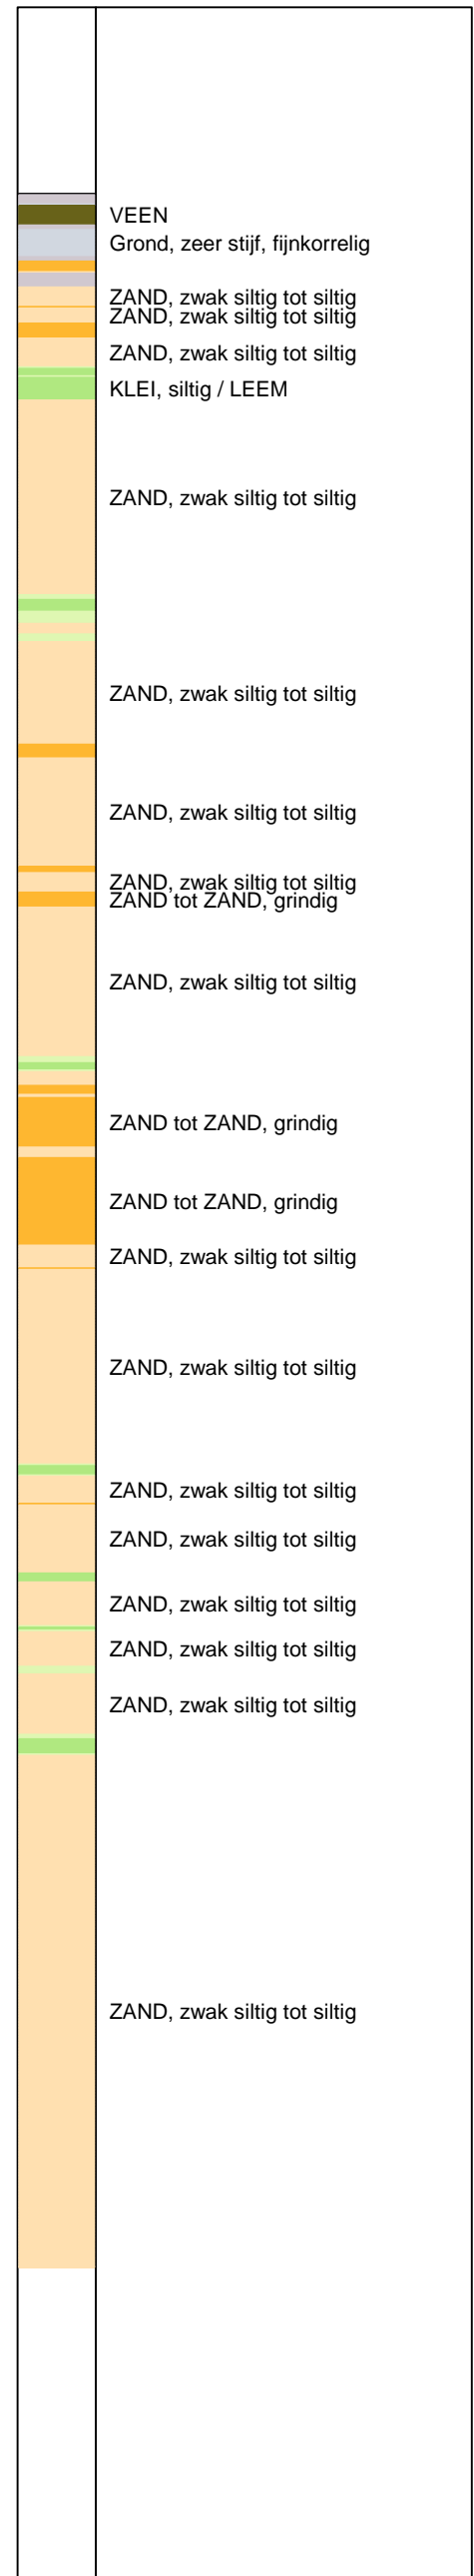 VEEN
Grond, zeer stijf, fijnkorrelig
ZAND, zwak siltig tot siltig
ZAND, zwak siltig tot siltig
ZAND, zwak siltig tot siltig
KLEI, siltig / LEEM
ZAND, zwak siltig tot siltig
ZAND, zwak siltig tot siltig
ZAND, zwak siltig tot siltig
ZAND, zwak siltig tot siltig
ZAND tot ZAND, grindig
ZAND, zwak siltig tot siltig
ZAND tot ZAND, grindig
ZAND tot ZAND, grindig
ZAND, zwak siltig tot siltig
ZAND, zwak siltig tot siltig
ZAND, zwak siltig tot siltig
ZAND, zwak siltig tot siltig
ZAND, zwak siltig tot siltig
ZAND, zwak siltig tot siltig
ZAND, zwak siltig tot siltig
ZAND, zwak siltig tot siltig